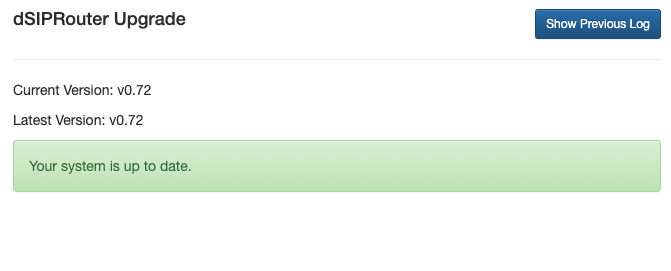 dSIPRouter Upgrade
Show Previous Log
Current Version: v0.72
Latest Version: v0.72
Your system is up to date.